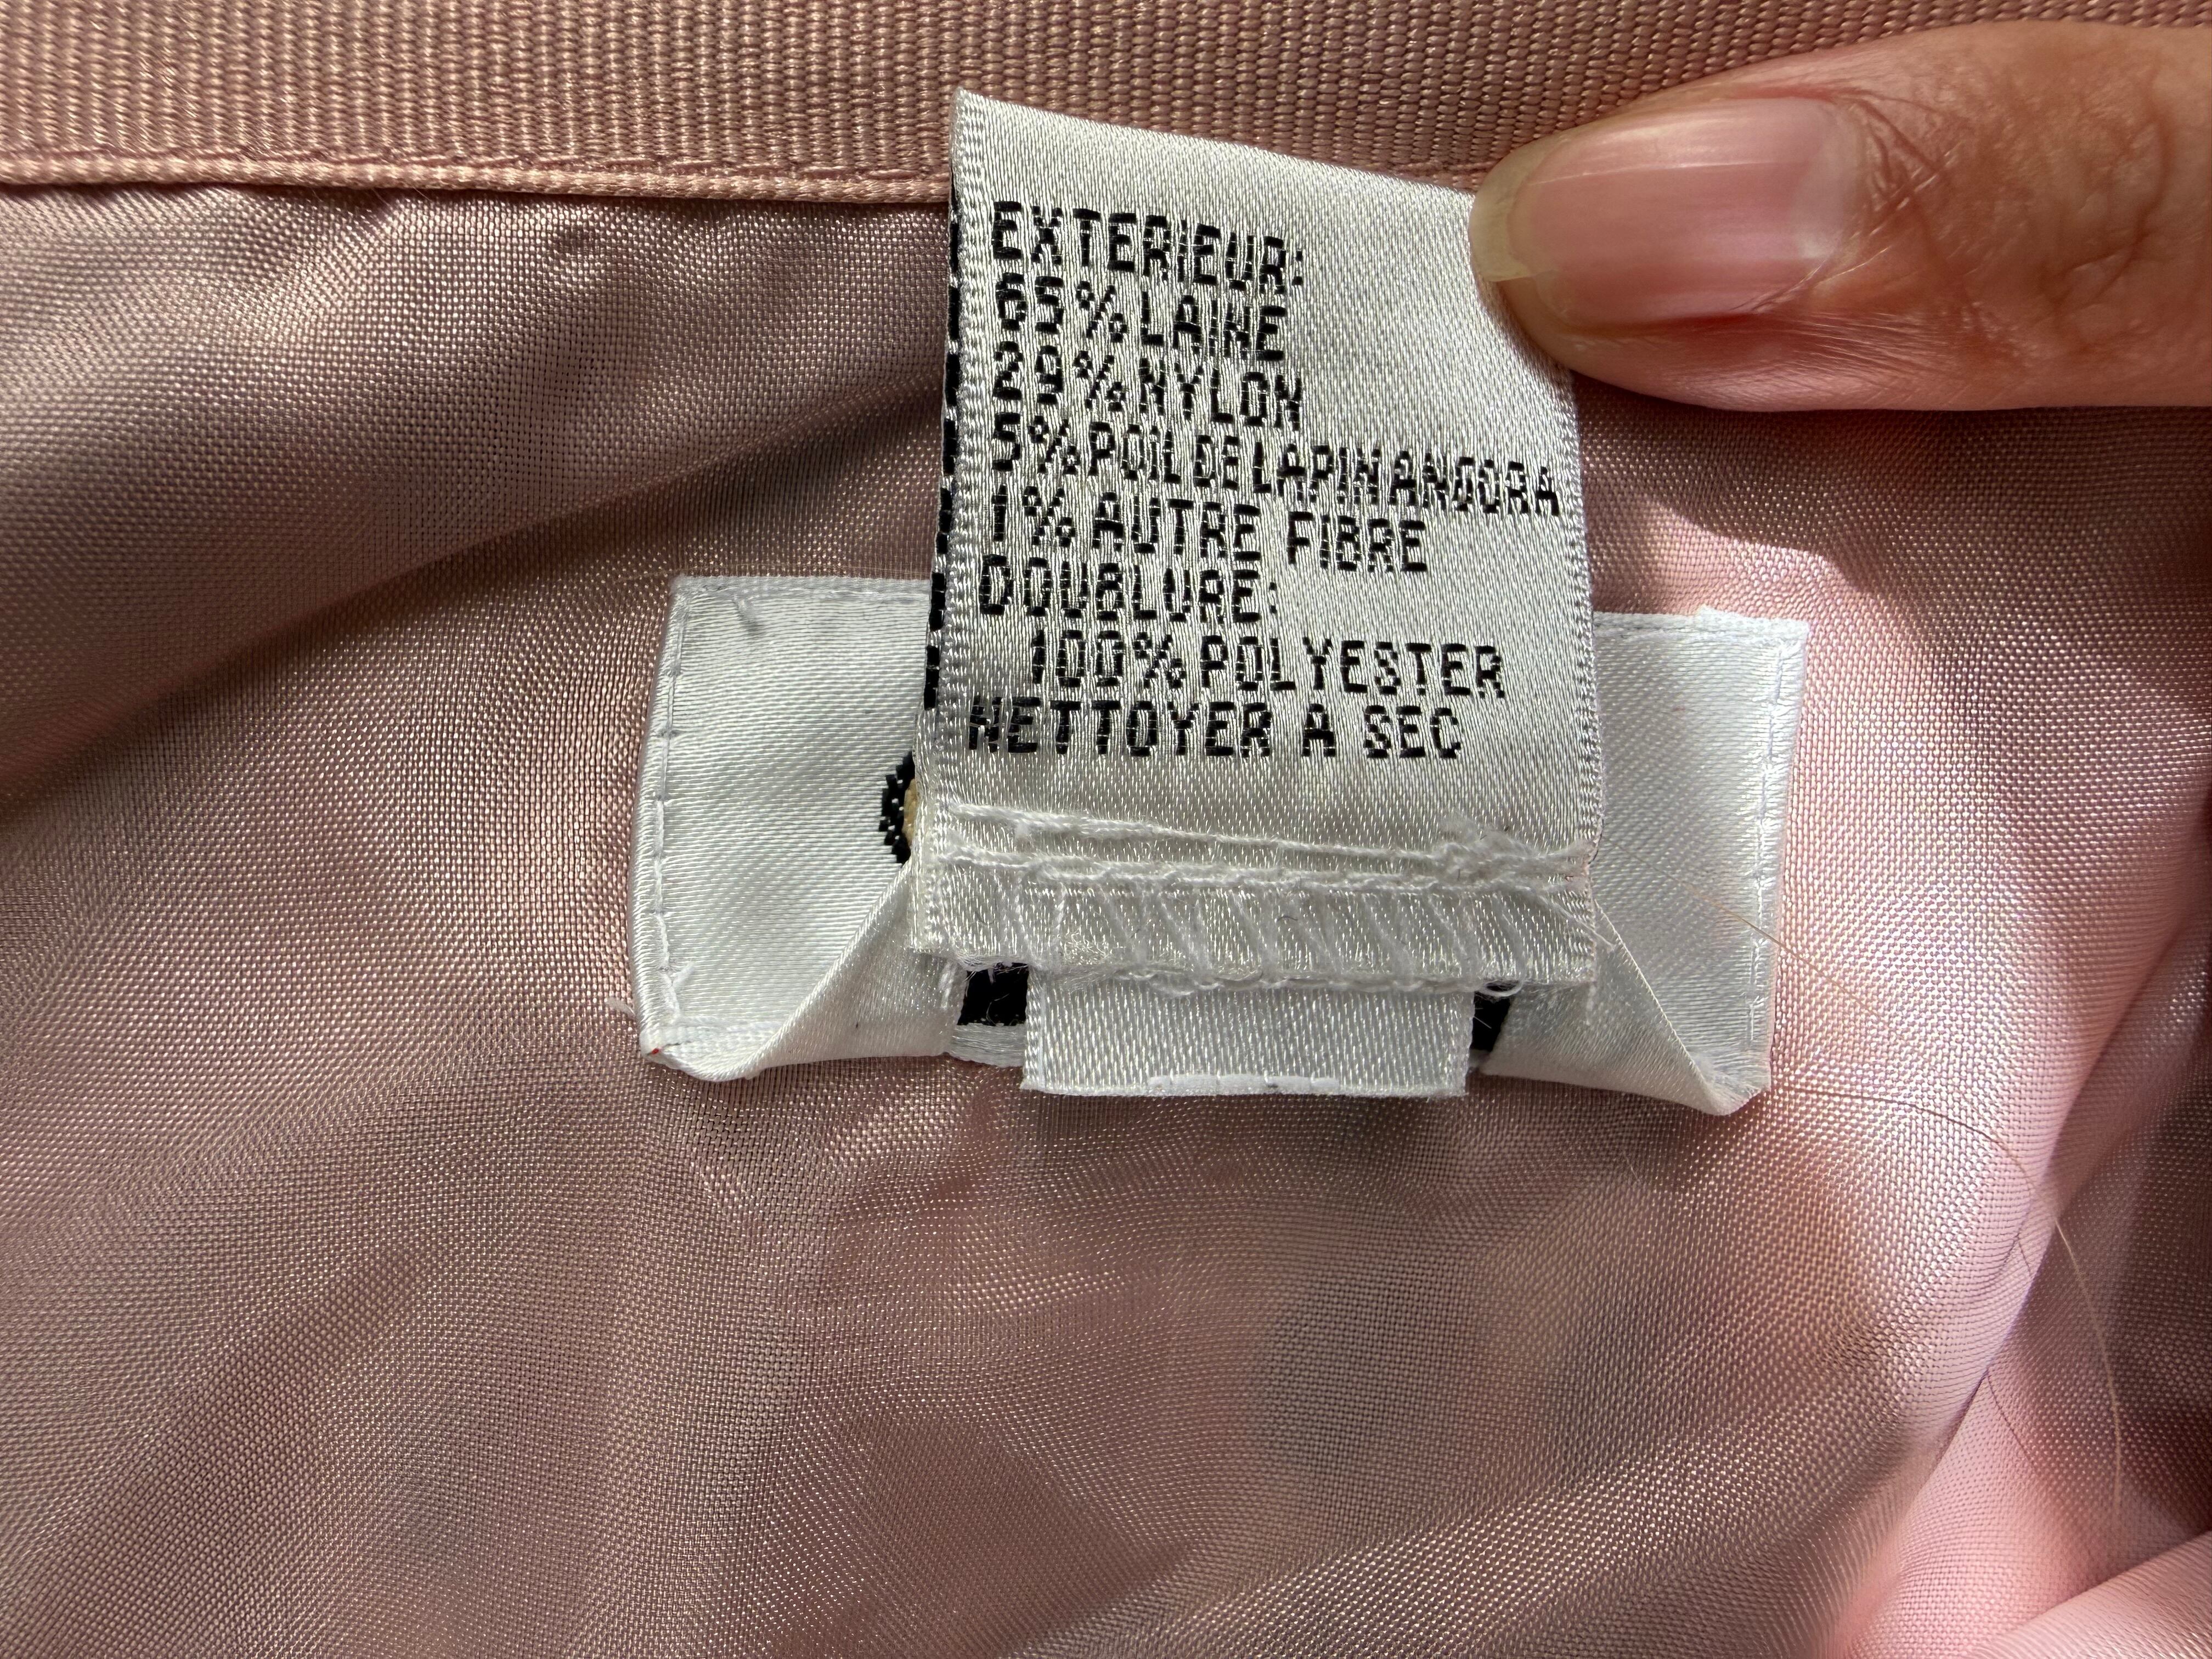 EXTERIEUR:
65% LAINE
29% NYLON
5% POIL DE LAPIN ANGORA
1% AUTRE FIBRE
DOUBLURE:
100% POLYESTER
NETTOYER A SEC